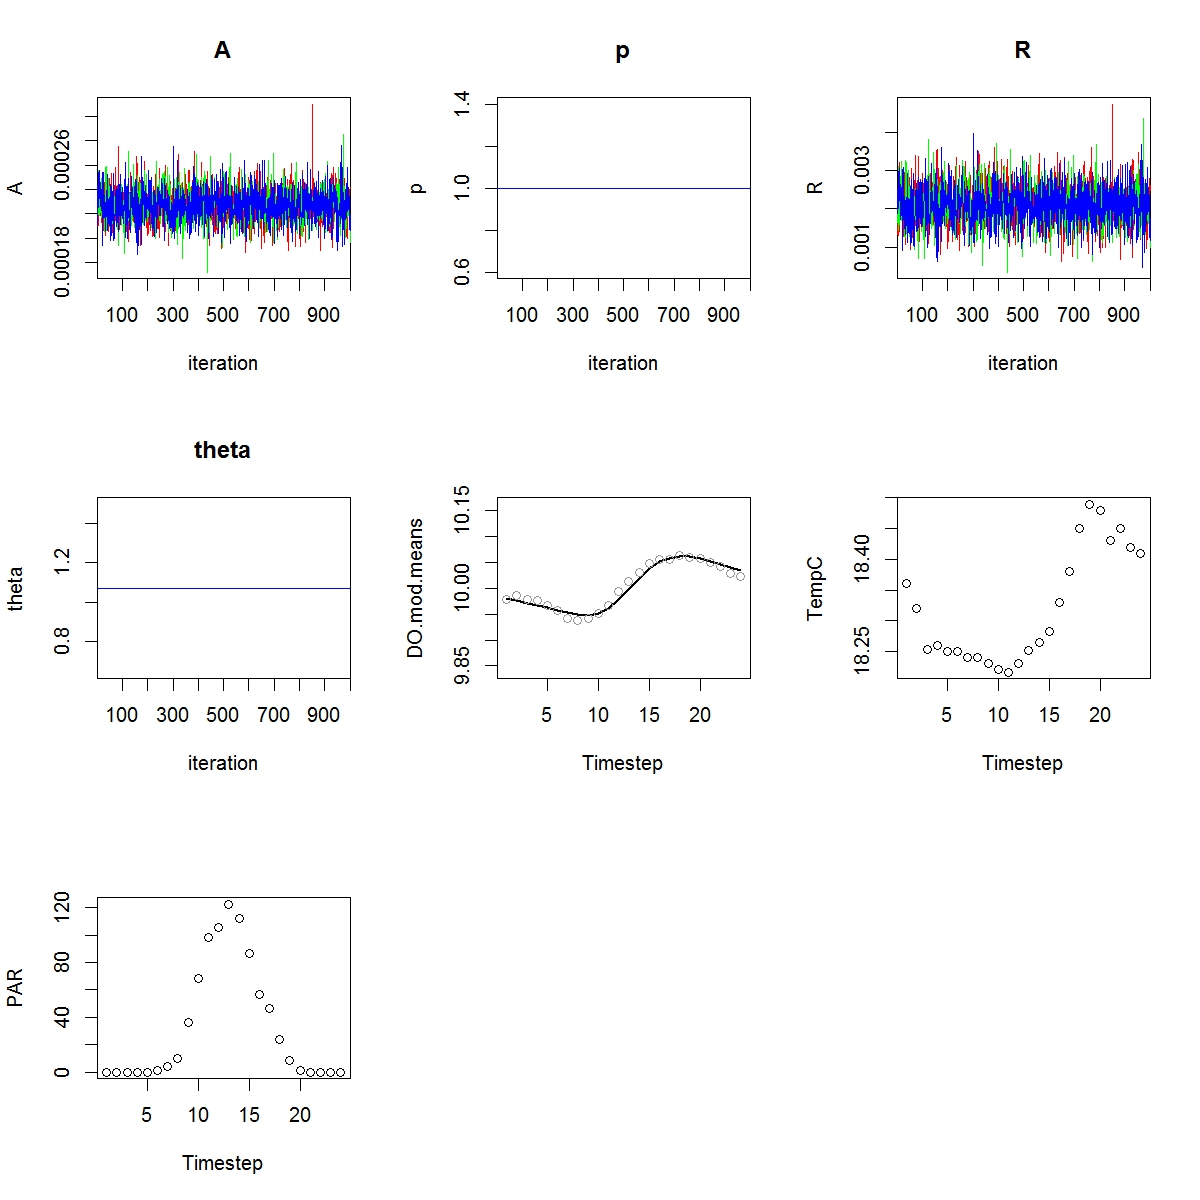 A
p
R
A
0.00018
0.00026
100 300 500 700 900
iteration
p
0.6
1.0
1.4
100 300 500 700 900
iteration
R
0.001
0.003
100 300 500 700 900
iteration
theta
theta
0.8
1.2
100 300 500 700 900
iteration
DO.mod.means
9.85
10.00
10.15
5 10 15 20
Timestep
TempC
18.25
18.40
5 10 15 20
Timestep
PAR
0
40
80
120
5 10 15 20
Timestep